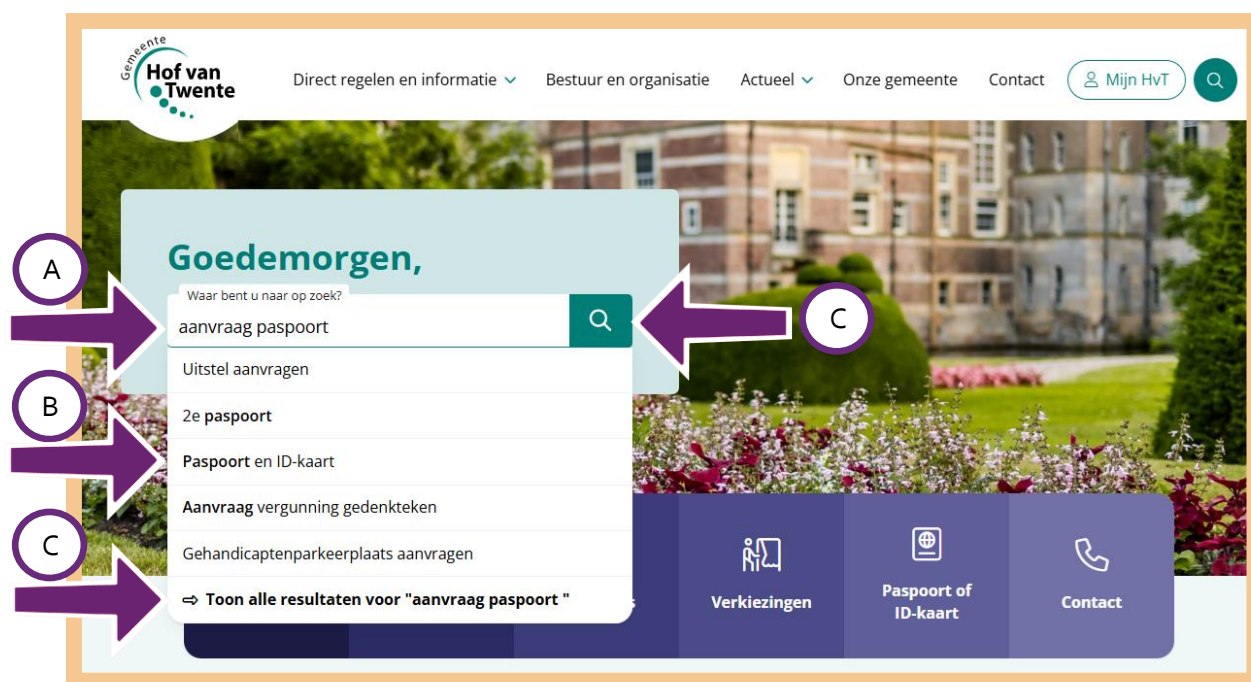 Gemeente
Hof van
Twente
Direct regelen en informatie
Bestuur en organisatie
Actueel
Onze gemeente
Contact
Mijn HvT
Goedemorgen,
A
Waar bent u naar op zoek?
aanvraag paspoort
C
Uitstel aanvragen
B
2e paspoort
Paspoort en ID-kaart
Aanvraag vergunning gedenkteken
C
Gehandicaptenparkeerplaats aanvragen
⇨ Toon alle resultaten voor "aanvraag paspoort "
Verkiezingen
Paspoort of
ID-kaart
Contact